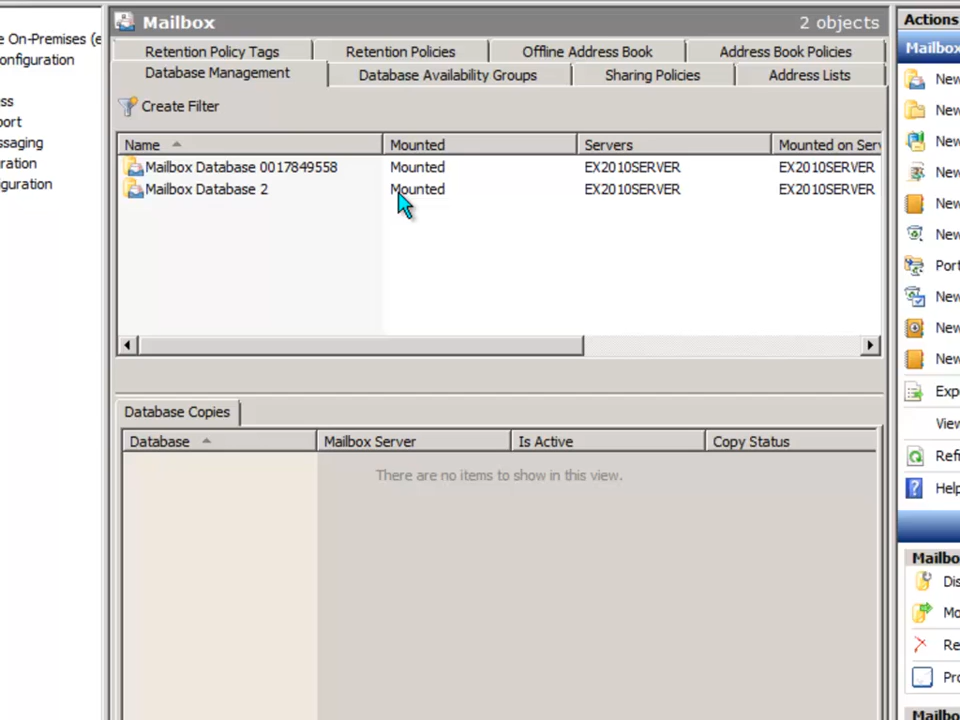 e On-Premises (e
onfiguration
ss
port
ssaging
ration
iguration
Mailbox
2 objects
Retention Policy Tags
Retention Policies
Offline Address Book
Address Book Policies
Database Management
Database Availability Groups
Sharing Policies
Address Lists
Create Filter
Name
Mounted
Servers
Mounted on Serv
Mailbox Database 0017849558
Mounted
EX2010SERVER
EX2010SERVER
Mailbox Database 2
Mounted
EX2010SERVER
EX2010SERVER
Database Copies
Database
Mailbox Server
Is Active
Copy Status
There are no items to show in this view.
Actions
Mailbox
New
New
New
New
New
New
Port
New
New
New
Exp
View
Refr
Help
Mailbo
Dis
Mo
Re
Pro
Mailbo